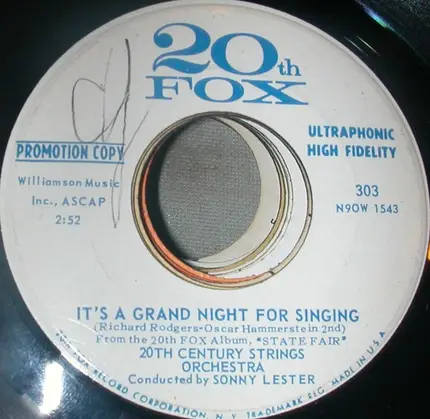 20th
FOX
PROMOTION COPY
ULTRAPHONIC
HIGH FIDELITY
Williamson Music
Inc., ASCAP
2:52
303
N9OW 1543
IT'S A GRAND NIGHT FOR SINGING
(Richard Rodgers-Oscar Hammerstein 2nd)
From the 20th FOX Album, "STATE FAIR"
20TH CENTURY STRINGS
ORCHESTRA
Conducted by SONNY LESTER
RECORD CORPORATION, N.Y. TRADEMARK REG. MADE IN U.S.A